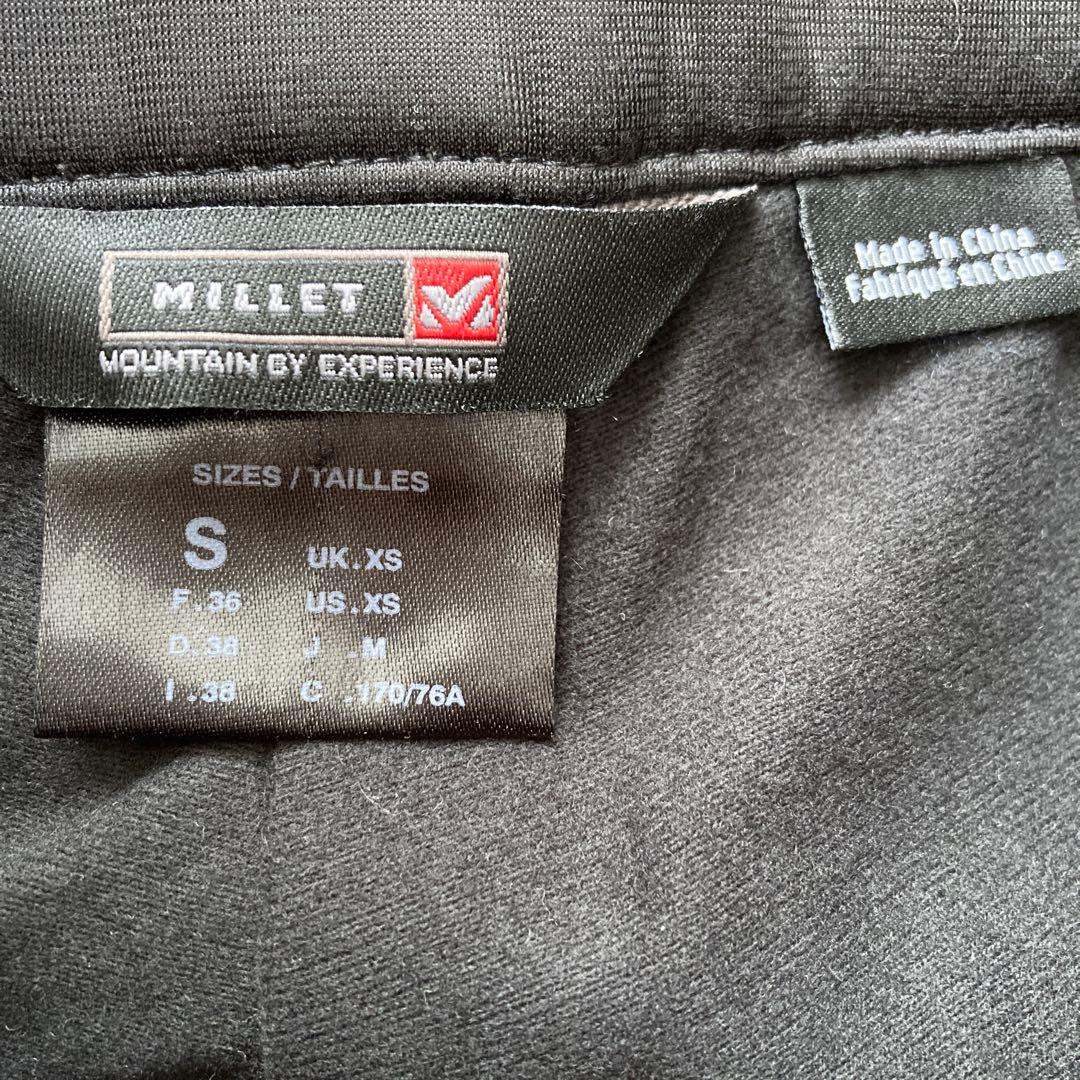 MILLET
MOUNTAIN BY EXPERIENCE
Made in China
Fabriqué en Chine
SIZES / TAILLES
S UK.XS
F.36 US.XS
D.38 J .M
I .38 C .170/76A